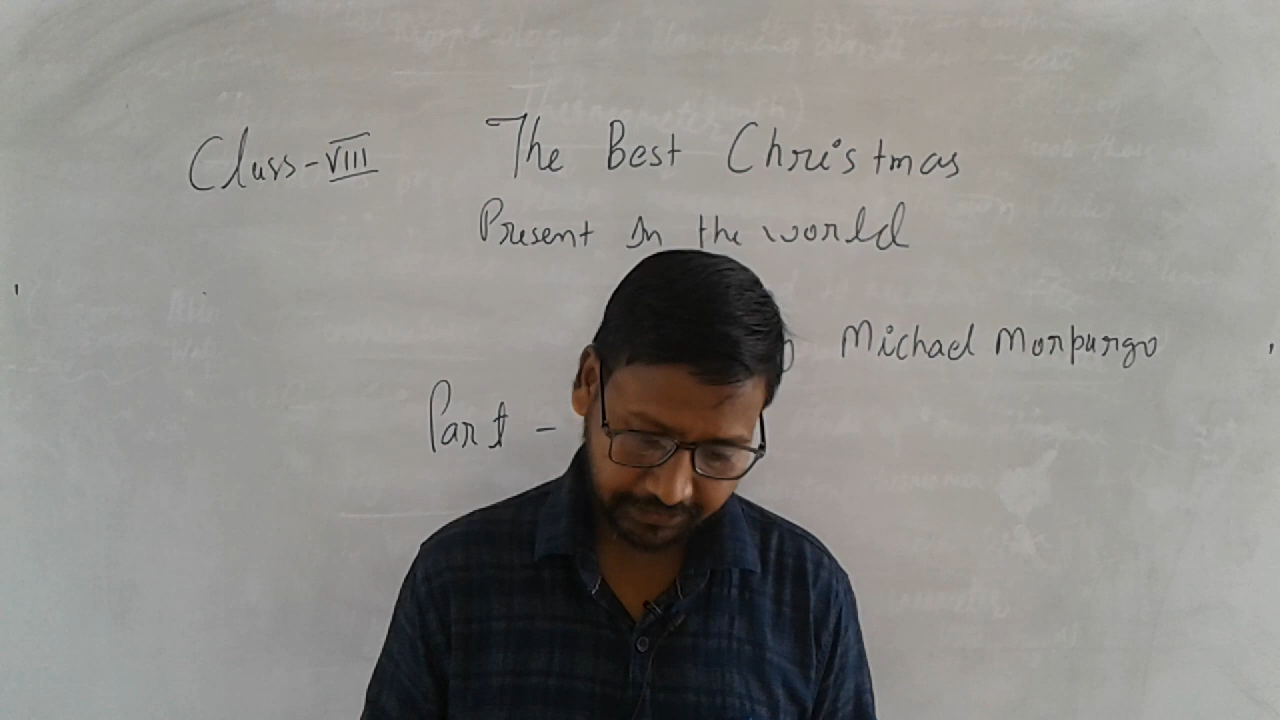 Class-VIII The Best Christmas
Present In the world
Michael Morpurgo
Part -